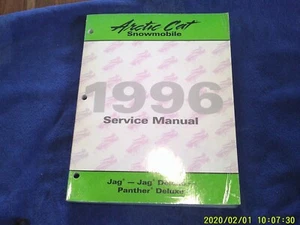 Arctic Cat
Snowmobile
1996
Service Manual
Jag® — Jag® Deluxe
Panther® Deluxe
2020/02/01 10:07:30